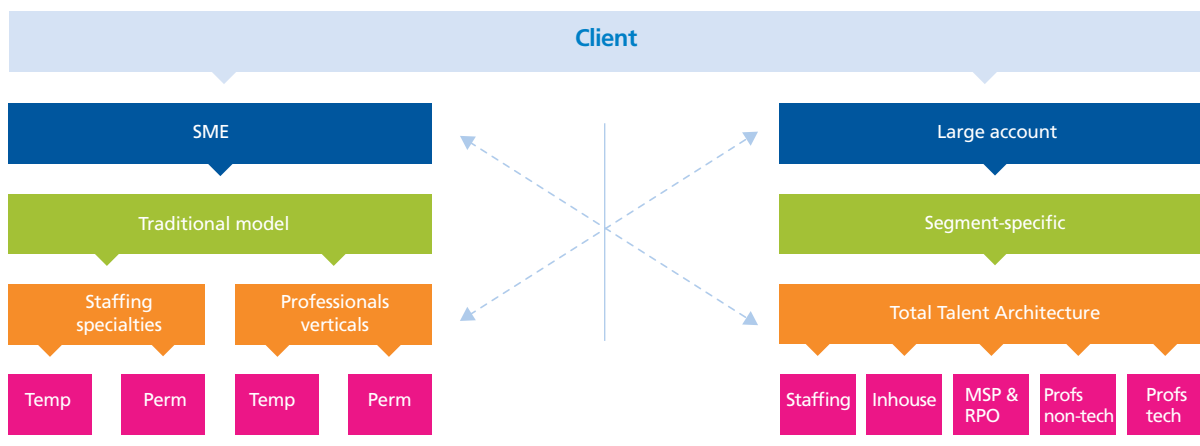 Client
SME
Large account
Traditional model
Segment-specific
Staffing
specialties
Professionals
verticals
Total Talent Architecture
Temp
Perm
Temp
Perm
Staffing
Inhouse
MSP &
RPO
Profs
non-tech
Profs
tech